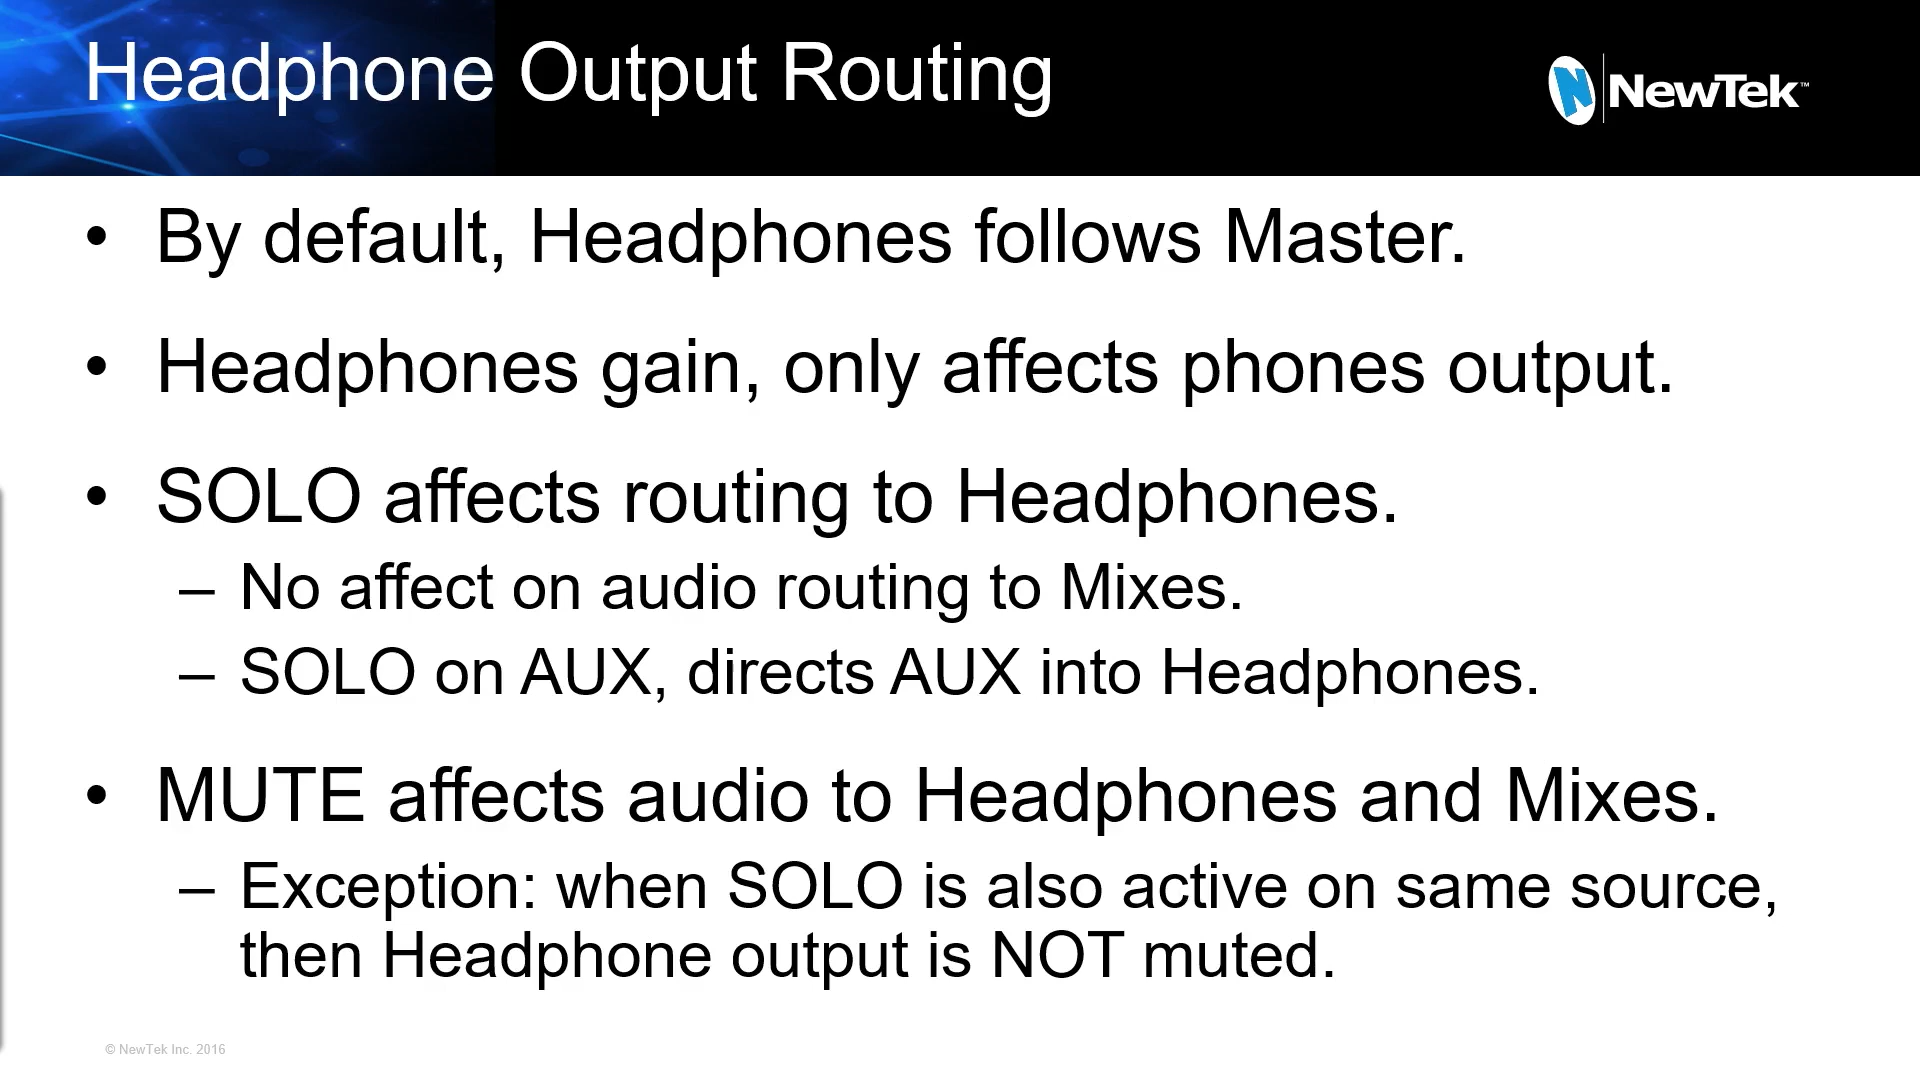 Headphone Output Routing
NewTek™
• By default, Headphones follows Master.
• Headphones gain, only affects phones output.
• SOLO affects routing to Headphones.
– No affect on audio routing to Mixes.
– SOLO on AUX, directs AUX into Headphones.
• MUTE affects audio to Headphones and Mixes.
– Exception: when SOLO is also active on same source,
then Headphone output is NOT muted.
© NewTek Inc. 2016